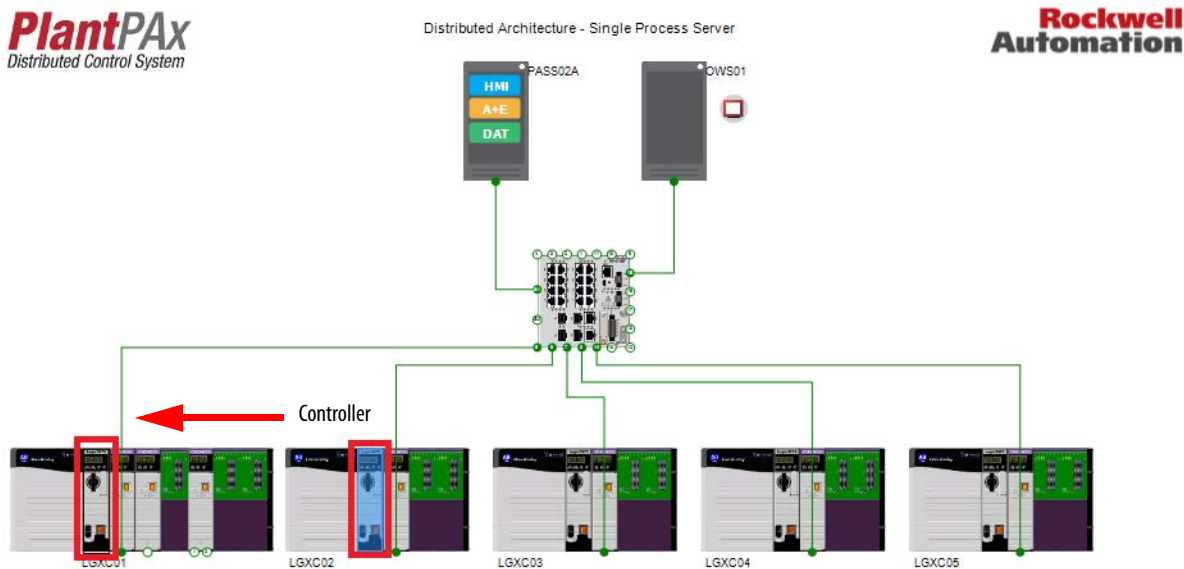 PlantPAx
Distributed Control System
Distributed Architecture - Single Process Server
Rockwell
Automation
PASS02A
OWS01
HMI
A+E
DAT
Controller
LGXC01
LGXC02
LGXC03
LGXC04
LGXC05